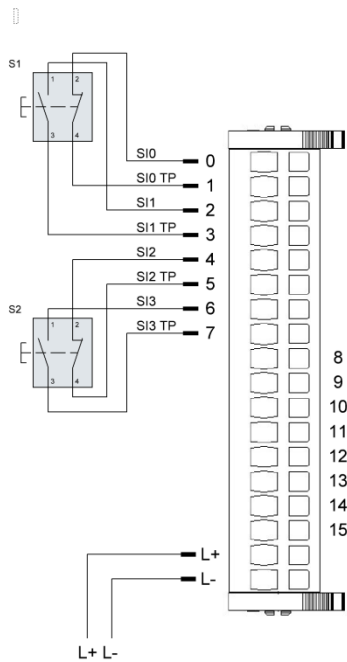 S1
1 2
3 4
SI0 0
SI0 TP 1
SI1 2
SI1 TP 3
SI2 4
SI2 TP 5
SI3 6
SI3 TP 7
S2
1 2
3 4
8
9
10
11
12
13
14
15
L+
L-
L+ L-